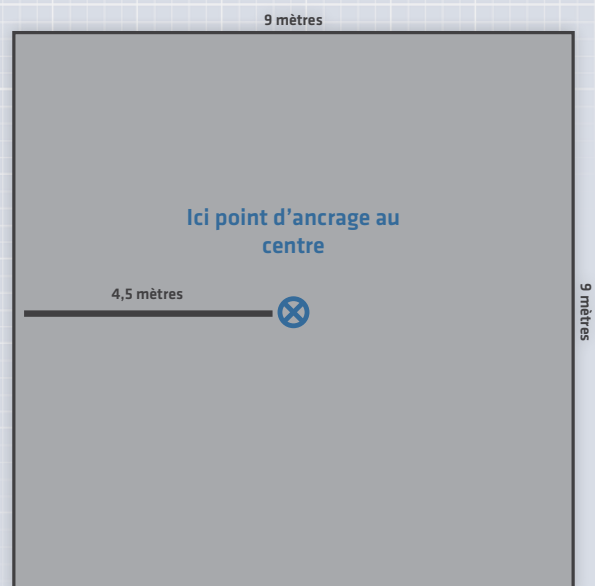 9 mètres
Ici point d’ancrage au
centre
4,5 mètres
9 mètres